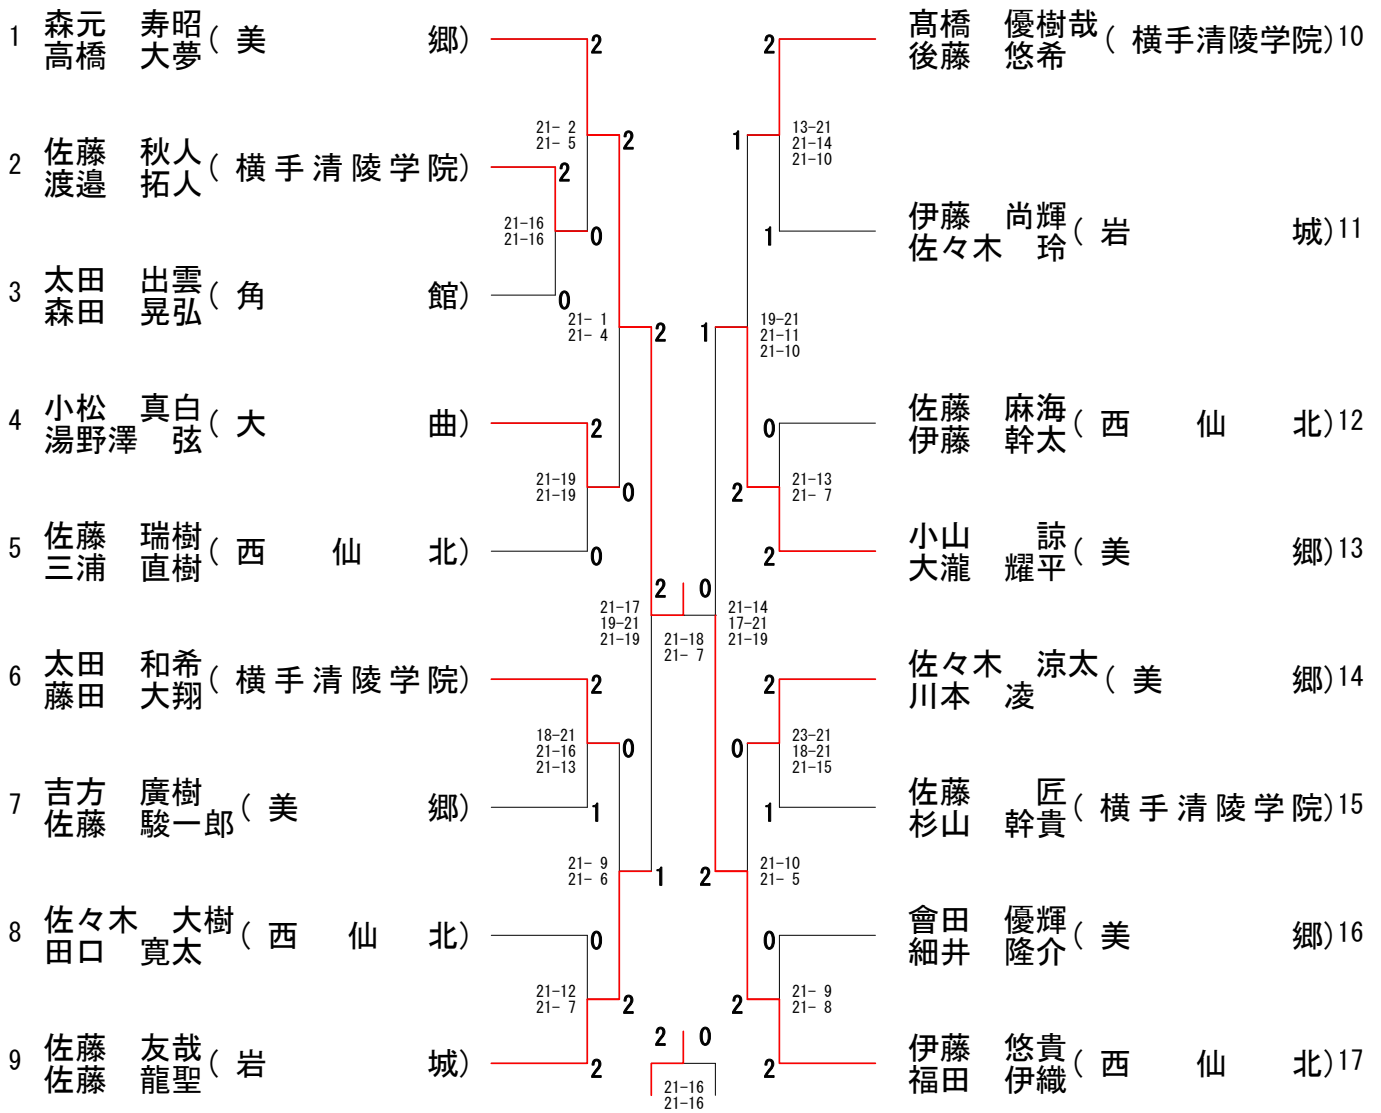 1 森元 寿昭
高橋 大夢 ( 美 郷 )
2
21- 2
21- 5
2
2 佐藤 秋人
渡邉 拓人 ( 横手清陵学院 )
2
21-16
21-16
0
3 太田 出雲
森田 晃弘 ( 角 館 )
0
21- 1
21- 4
2
4 小松 真白
湯野澤 弦 ( 大 曲 )
2
21-19
21-19
0
5 佐藤 瑞樹
三浦 直樹 ( 西 仙 北 )
0
21-17
19-21
21-19
6 太田 和希
藤田 大翔 ( 横手清陵学院 )
2
18-21
21-16
21-13
0
7 吉方 廣樹
佐藤 駿一郎 ( 美 郷 )
1
21- 9
21- 6
1
8 佐々木 大樹
田口 寛太 ( 西 仙 北 )
0
21-12
21- 7
2
9 佐藤 友哉
佐藤 龍聖 ( 岩 城 )
2
2 0
21-18
21- 7
2 0
21-16
21-16
髙橋 優樹哉
後藤 悠希 ( 横手清陵学院 ) 10
2
1
13-21
21-14
21-10
伊藤 尚輝
佐々木 玲 ( 岩 城 ) 11
1
1
19-21
21-11
21-10
佐藤 麻海
伊藤 幹太 ( 西 仙 北 ) 12
0
2
21-13
21- 7
小山 諒
大瀧 耀平 ( 美 郷 ) 13
2
21-14
17-21
21-19
佐々木 涼太
川本 凌 ( 美 郷 ) 14
2
0
23-21
18-21
21-15
佐藤 匠
杉山 幹貴 ( 横手清陵学院 ) 15
1
2
21-10
21- 5
會田 優輝
細井 隆介 ( 美 郷 ) 16
0
2
21- 9
21- 8
伊藤 悠貴
福田 伊織 ( 西 仙 北 ) 17
2